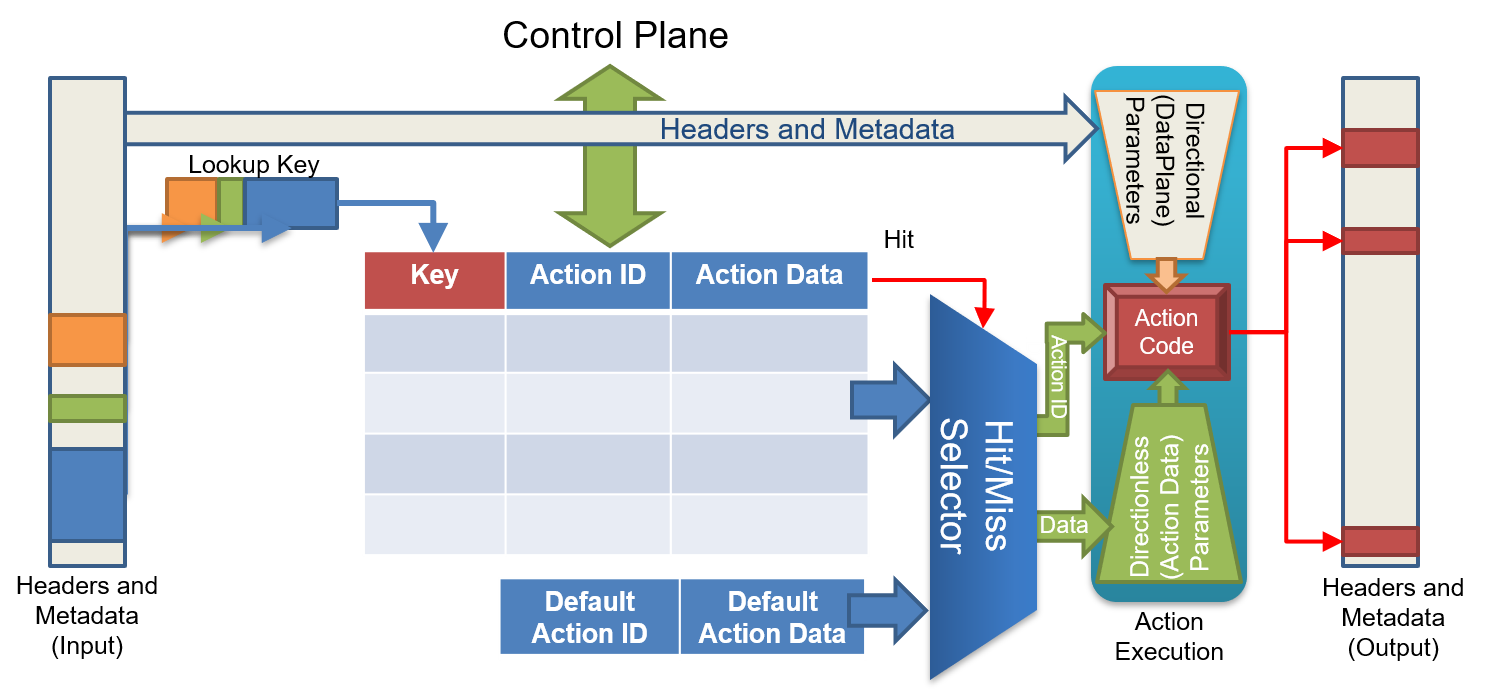 Control Plane
Headers and Metadata
Lookup Key
Key
Action ID
Action Data
Hit
Default
Action ID
Default
Action Data
Hit/Miss
Selector
Action ID
Data
Directional
(DataPlane)
Parameters
Action
Code
Directionless
(Action Data)
Parameters
Action
Execution
Headers and
Metadata
(Input)
Headers and
Metadata
(Output)